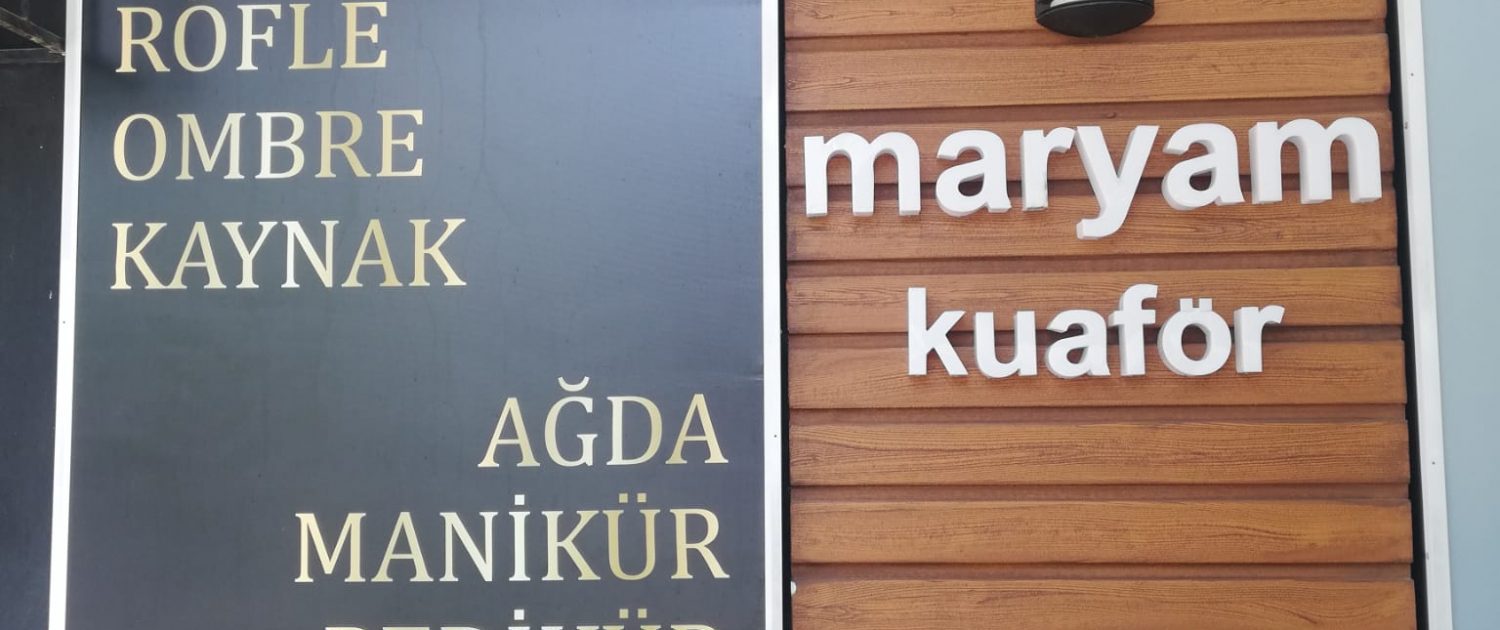 ROFLE
OMBRE
KAYNAK
AĞDA
MANİKÜR
maryam
kuaför